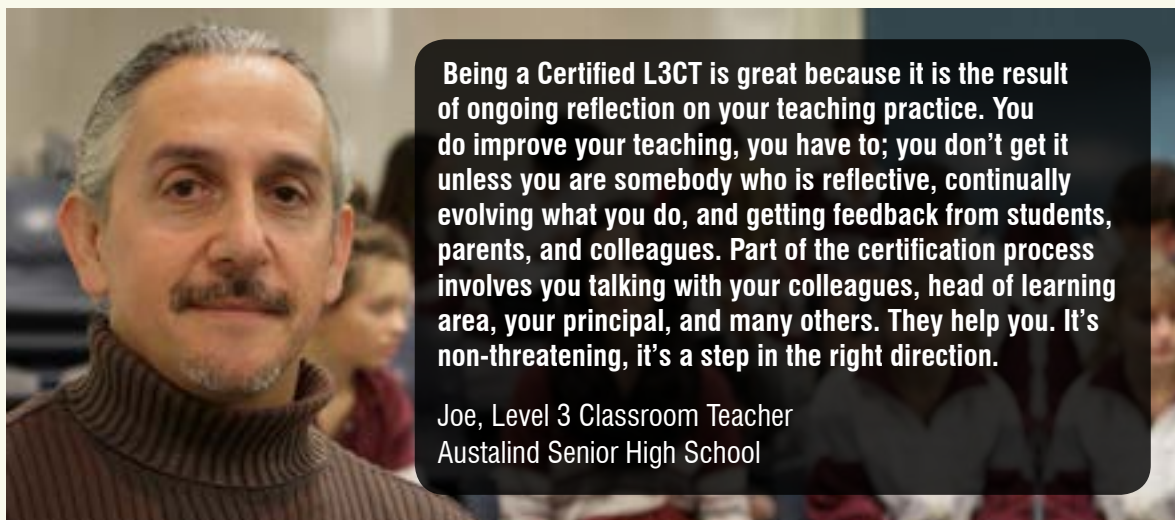 Being a Certified L3CT is great because it is the result
of ongoing reflection on your teaching practice. You
do improve your teaching, you have to; you don’t get it
unless you are somebody who is reflective, continually
evolving what you do, and getting feedback from students,
parents, and colleagues. Part of the certification process
involves you talking with your colleagues, head of learning
area, your principal, and many others. They help you. It’s
non-threatening, it’s a step in the right direction.
Joe, Level 3 Classroom Teacher
Austalind Senior High School